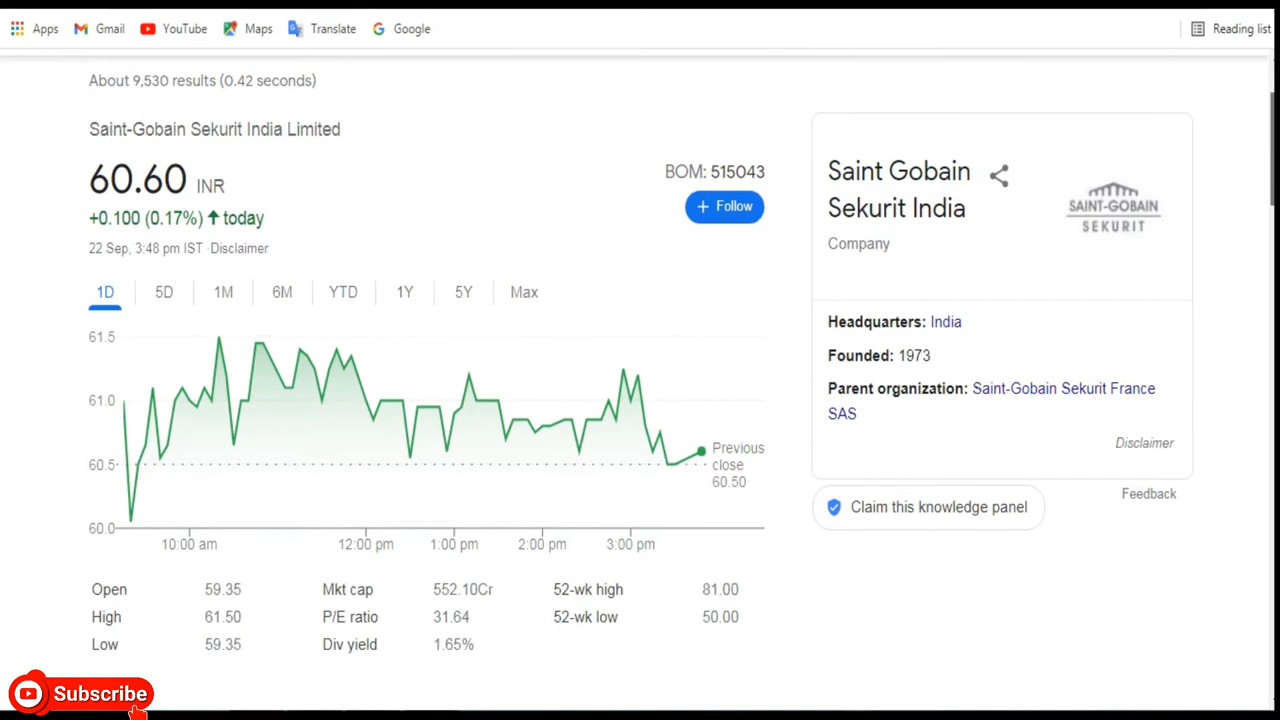 Apps Gmail YouTube Maps Translate Google Reading list
About 9,530 results (0.42 seconds)
Saint-Gobain Sekurit India Limited
60.60 INR
+0.100 (0.17%) ↑ today
22 Sep, 3:48 pm IST · Disclaimer
BOM: 515043
+ Follow
1D 5D 1M 6M YTD 1Y 5Y Max
61.5
61.0
60.5
60.0
Previous
close
60.50
10:00 am 12:00 pm 1:00 pm 2:00 pm 3:00 pm
Open 59.35 Mkt cap 552.10Cr 52-wk high 81.00
High 61.50 P/E ratio 31.64 52-wk low 50.00
Low 59.35 Div yield 1.65%
Saint Gobain
Sekurit India
Company
SAINT-GOBAIN
SEKURIT
Headquarters: India
Founded: 1973
Parent organization: Saint-Gobain Sekurit France
SAS
Disclaimer
Feedback
Claim this knowledge panel
Subscribe